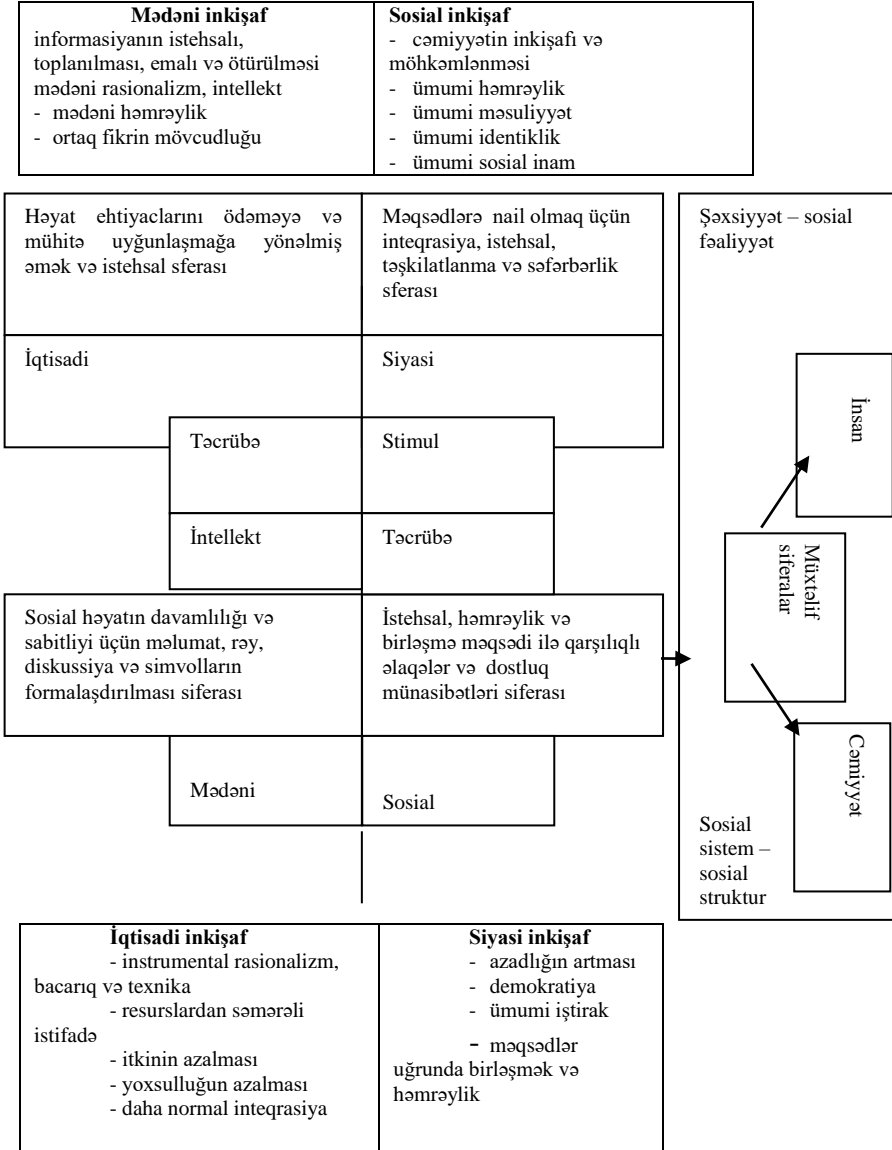 Mədəni inkişaf
informasiyanın istehsalı,
toplanılması, emalı və ötürülməsi
mədəni rasionalizm, intellekt
- mədəni həmrəylik
- ortaq fikrin mövcudluğu
Sosial inkişaf
- cəmiyyətin inkişafı və
möhkəmlənməsi
- ümumi həmrəylik
- ümumi məsuliyyət
- ümumi identiklik
- ümumi sosial inam
Həyat ehtiyaclarını ödəməyə və
mühitə uyğunlaşmağa yönəlmiş
əmək və istehsal sferası
Məqsədlərə nail olmaq üçün
inteqrasiya, istehsal,
təşkilatlanma və səfərbərlik
sferası
Şəxsiyyət – sosial
fəaliyyət
İqtisadi
Siyasi
İnsan
Təcrübə
Stimul
İntellekt
Təcrübə
Müxtəlif
siferalar
Sosial həyatın davamlılığı və
sabitliyi üçün məlumat, rəy,
diskussiya və simvolların
formalaşdırılması siferası
İstehsal, həmrəylik və
birləşmə məqsədi ilə qarşılıqlı
əlaqələr və dostluq
münasibətləri siferası
Mədəni
Sosial
Cəmiyyət
Sosial
sistem –
sosial
struktur
İqtisadi inkişaf
- instrumental rasionalizm,
bacarıq və texnika
- resurslardan səmərəli
istifadə
- itkinin azalması
- yoxsulluğun azalması
- daha normal inteqrasiya
Siyasi inkişaf
- azadlığın artması
- demokratiya
- ümumi iştirak
- məqsədlər
uğrunda birləşmək və
həmrəylik